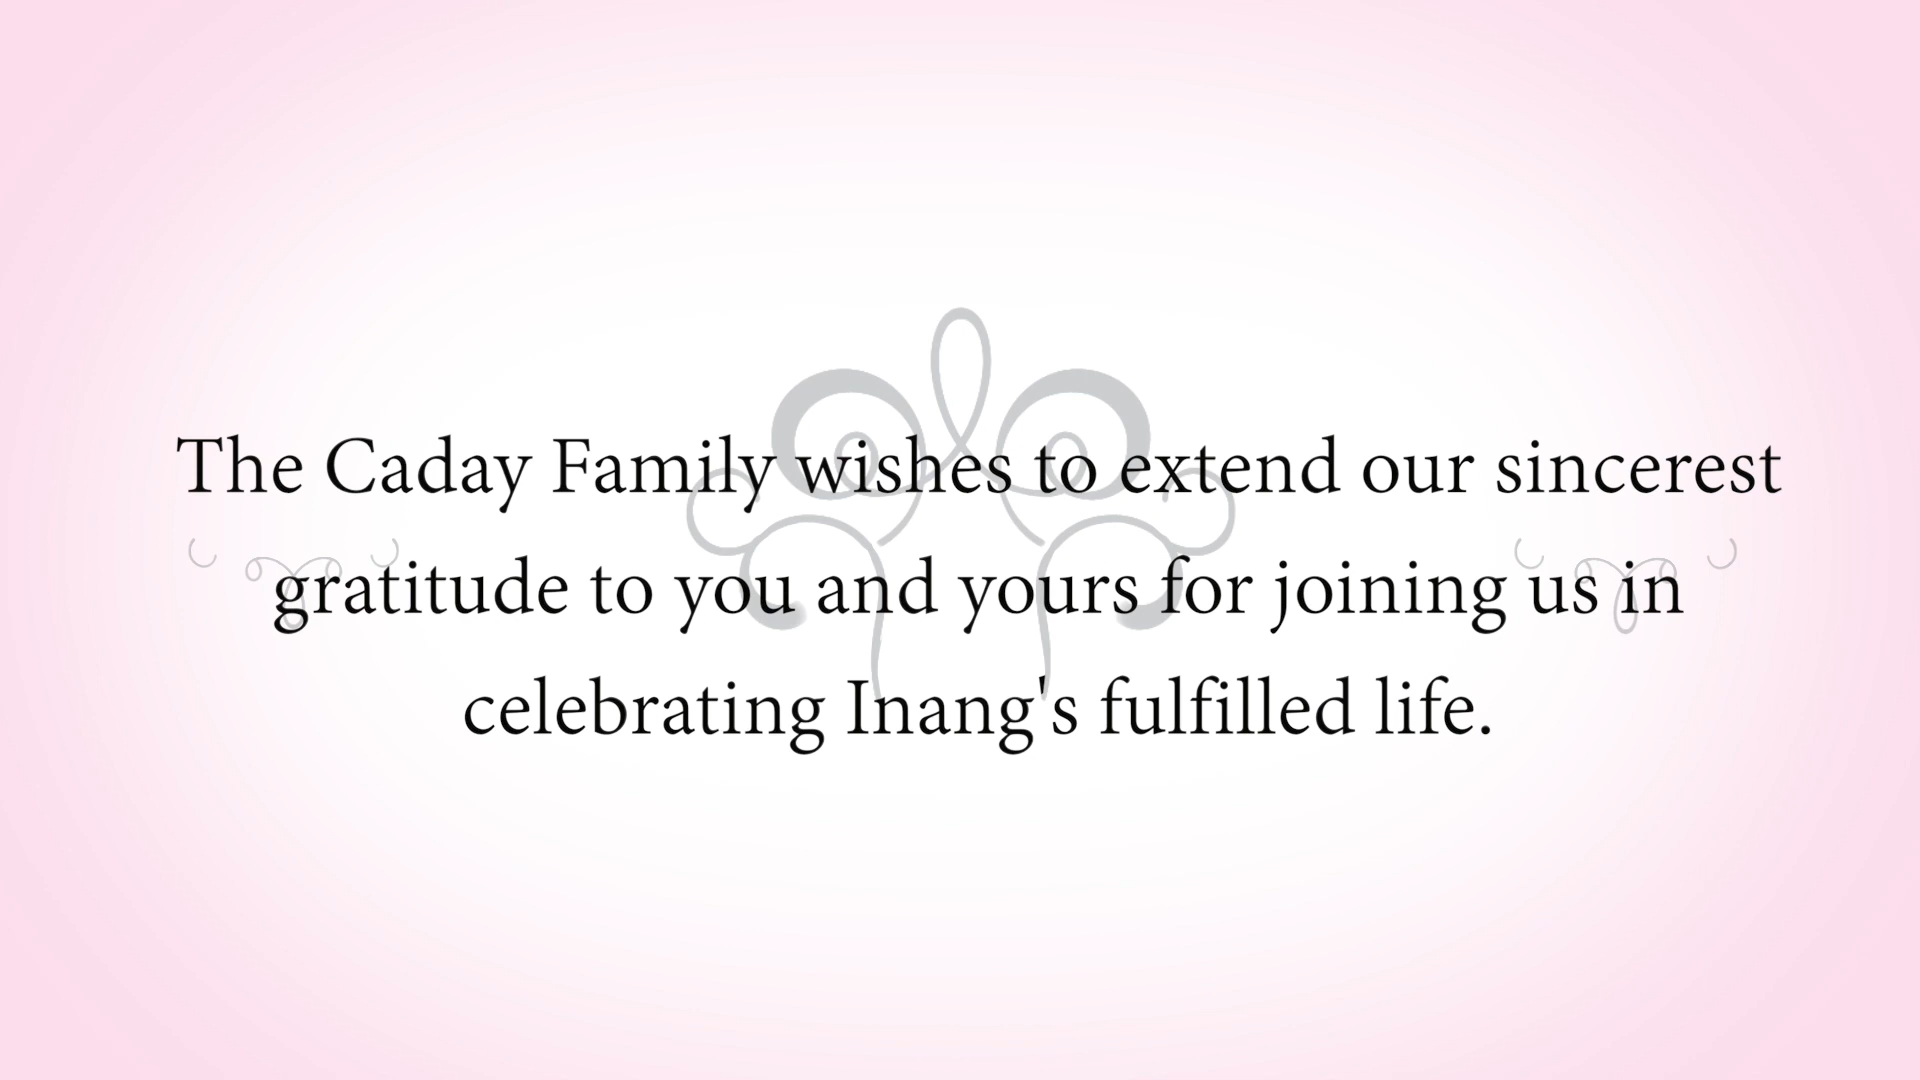 The Caday Family wishes to extend our sincerest
gratitude to you and yours for joining us in
celebrating Inang's fulfilled life.